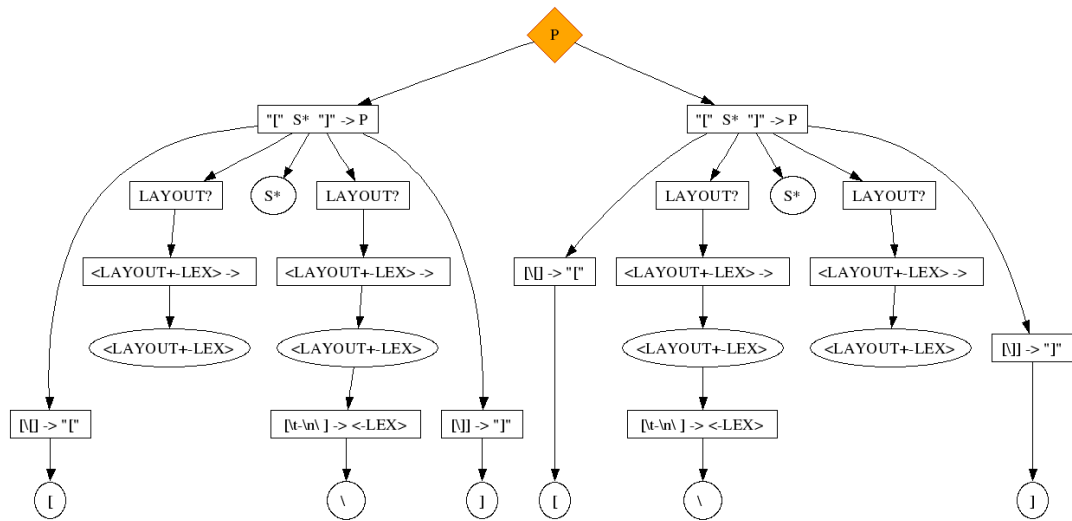 P
"[" S* "]" -> P
"[" S* "]" -> P
LAYOUT?
S*
LAYOUT?
LAYOUT?
S*
LAYOUT?
<LAYOUT+-LEX> ->
<LAYOUT+-LEX> ->
[\[] -> "["
<LAYOUT+-LEX> ->
<LAYOUT+-LEX> ->
<LAYOUT+-LEX>
<LAYOUT+-LEX>
<LAYOUT+-LEX>
<LAYOUT+-LEX>
[\]] -> "]"
[\[] -> "["
[\t-\n\ ] -> <-LEX>
[\]] -> "]"
[\t-\n\ ] -> <-LEX>
[
\
]
[
\
]